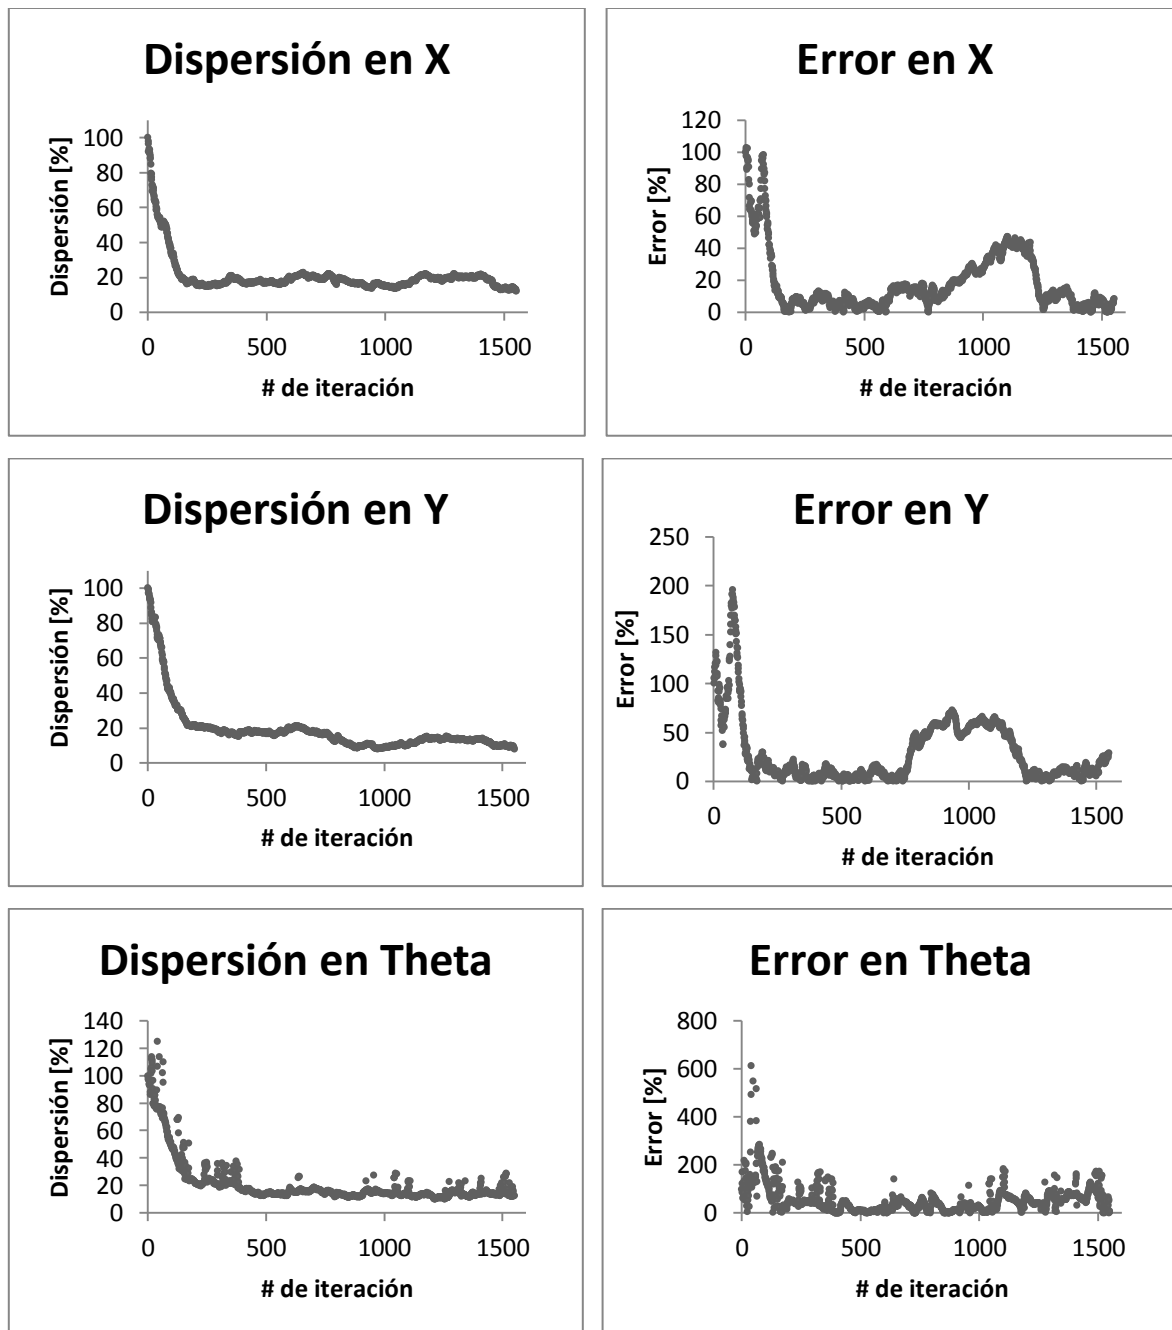 Dispersión en X
Dispersión [%]
100
80
60
40
20
0
0 500 1000 1500
# de iteración
Error en X
Error [%]
120
100
80
60
40
20
0
0 500 1000 1500
# de iteración
Dispersión en Y
Dispersión [%]
100
80
60
40
20
0
0 500 1000 1500
# de iteración
Error en Y
Error [%]
250
200
150
100
50
0
0 500 1000 1500
# de iteración
Dispersión en Theta
Dispersión [%]
140
120
100
80
60
40
20
0
0 500 1000 1500
# de iteración
Error en Theta
Error [%]
800
600
400
200
0
0 500 1000 1500
# de iteración